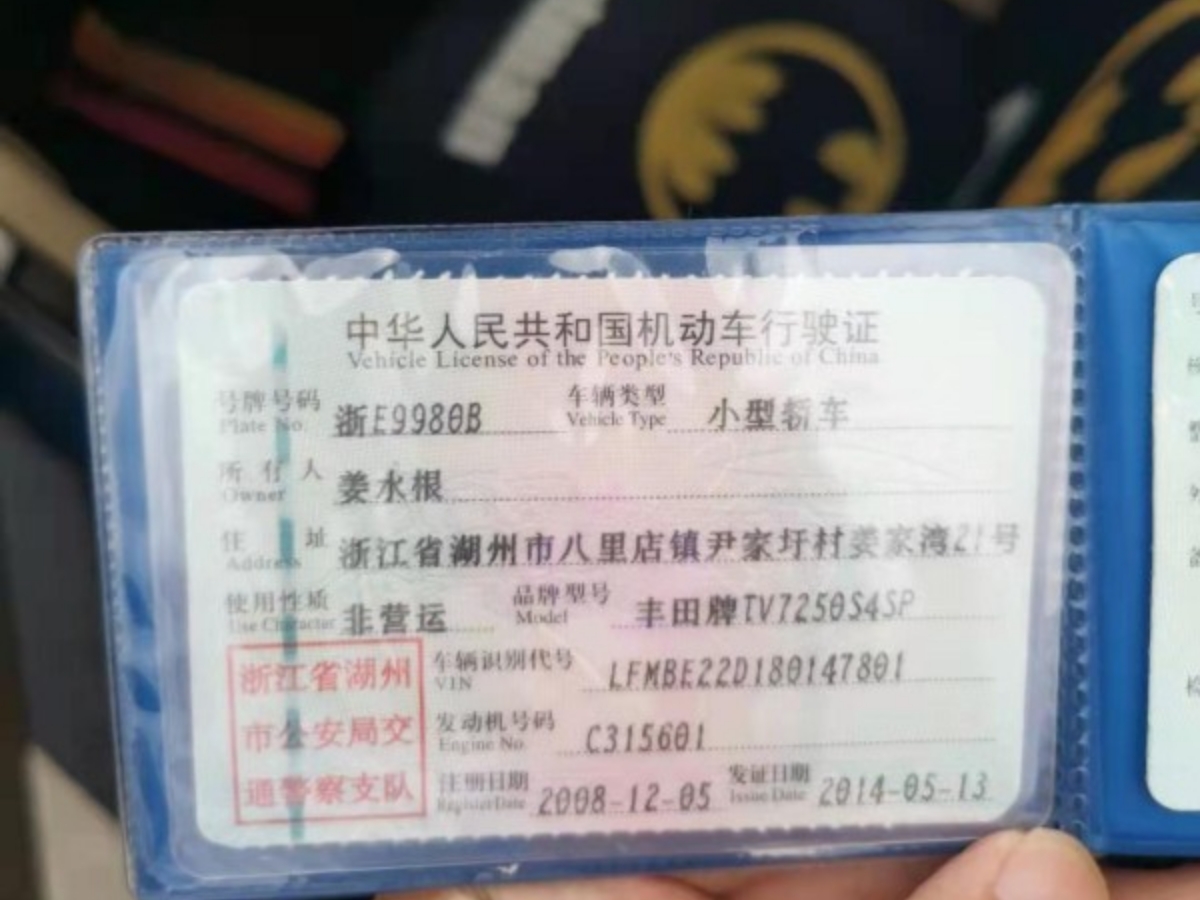 中华人民共和国机动车行驶证
Vehicle License of the People's Republic of China
号牌号码 浙E9980B 车辆类型 小型轿车
Plate No. Vehicle Type
所有人 姜水根
Owner
住址 浙江省湖州市八里店镇尹家圩村姜家湾21号
Address
使用性质 非营运 品牌型号 丰田牌TV7250S4SP
Use Character Model
浙江省湖州 车辆识别代号 LFMBE22D180147801
VIN
市公安局交 发动机号码 C315601
Engine No.
通警察支队 注册日期 2008-12-05 发证日期 2014-05-13
Register Date Issue Date